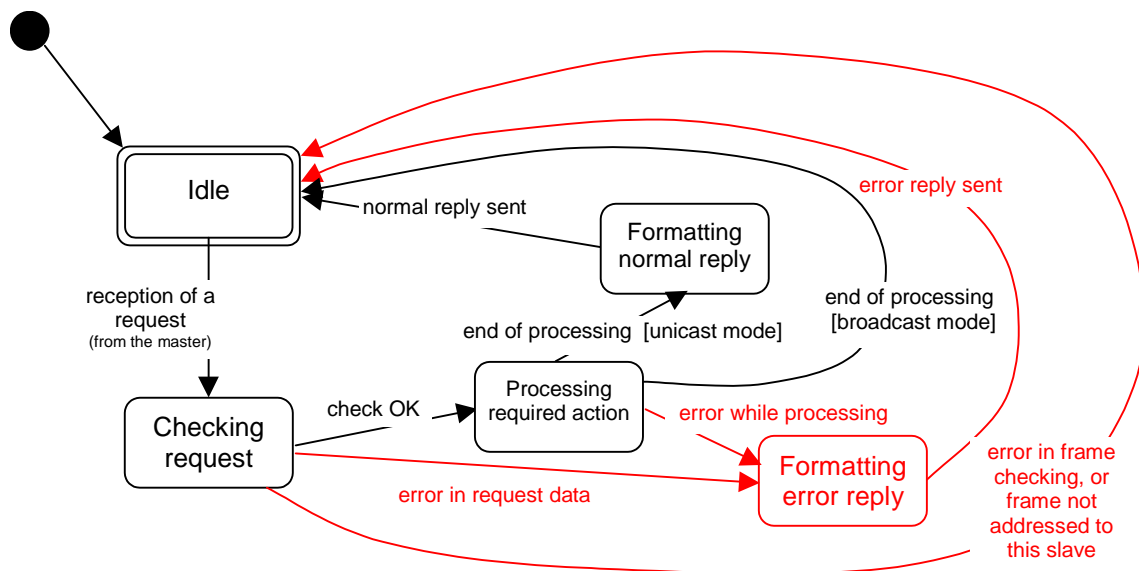 Idle
error reply sent
normal reply sent
Formatting
normal reply
reception of a
request
(from the master)
end of processing
[broadcast mode]
end of processing  [unicast mode]
Processing
required action
check OK
error while processing
Checking
request
Formatting
error reply
error in request data
error in frame
checking, or
frame not
addressed to
this slave